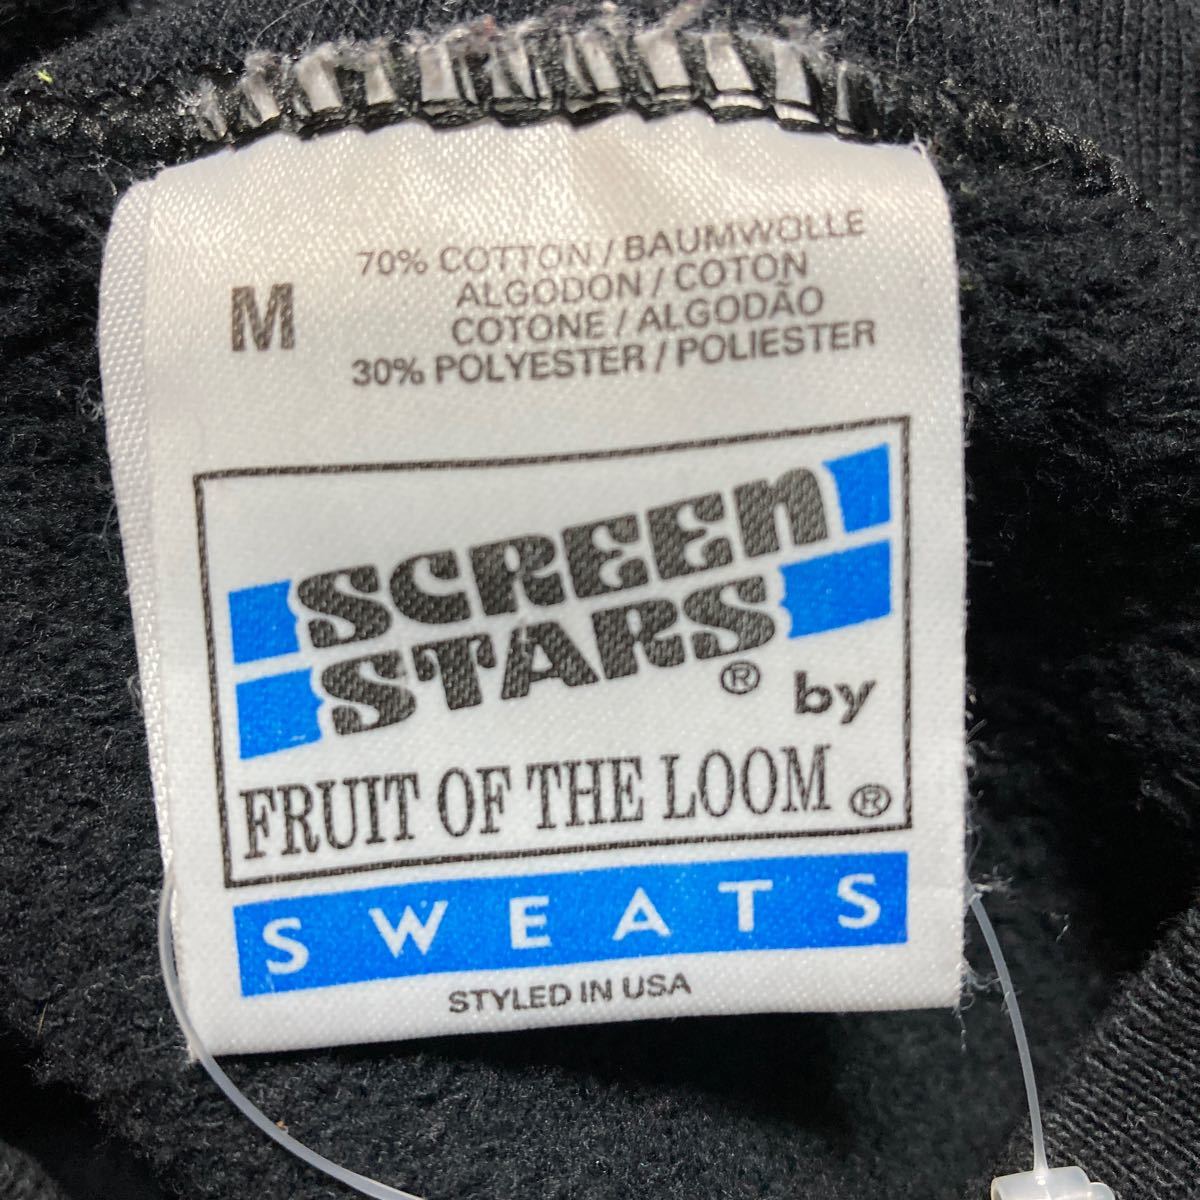 M
70% COTTON / BAUMWOLLE
ALGODON / COTON
COTONE / ALGODÃO
30% POLYESTER / POLIESTER
SCREEN
STARS® by
FRUIT OF THE LOOM®
SWEATS
STYLED IN USA